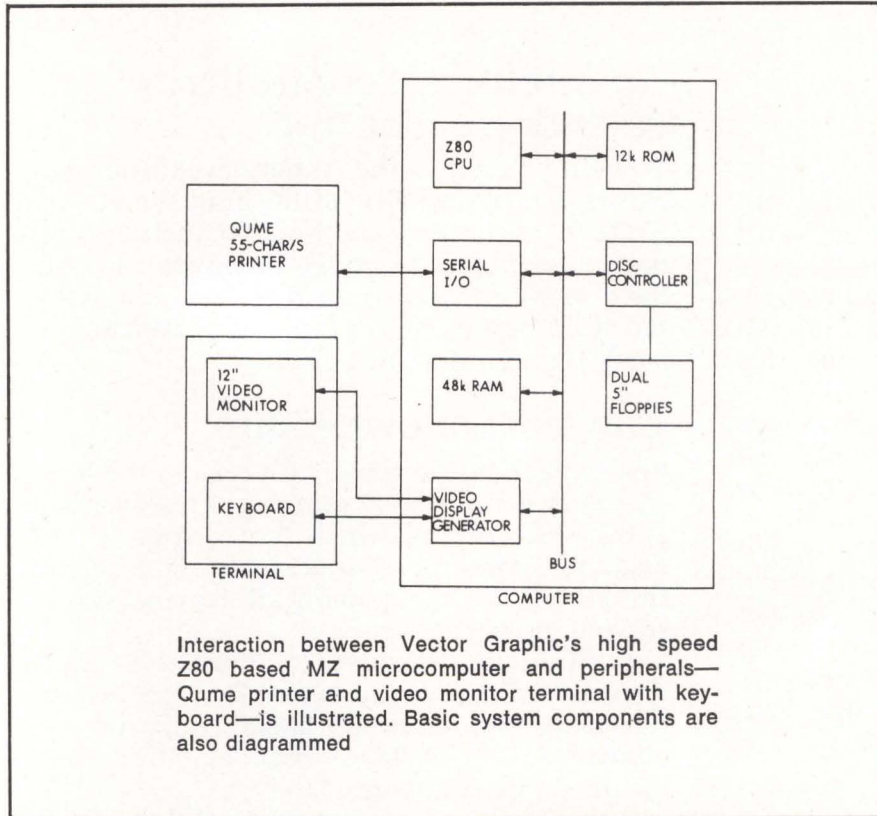 Z80
CPU
12k ROM
QUME
55-CHAR/S
PRINTER
SERIAL
I/O
DISC
CONTROLLER
12"
VIDEO
MONITOR
48k RAM
DUAL
5"
FLOPPIES
KEYBOARD
VIDEO
DISPLAY
GENERATOR
TERMINAL
BUS
COMPUTER
Interaction between Vector Graphic's high speed
Z80 based MZ microcomputer and peripherals—
Qume printer and video monitor terminal with key-
board—is illustrated. Basic system components are
also diagrammed